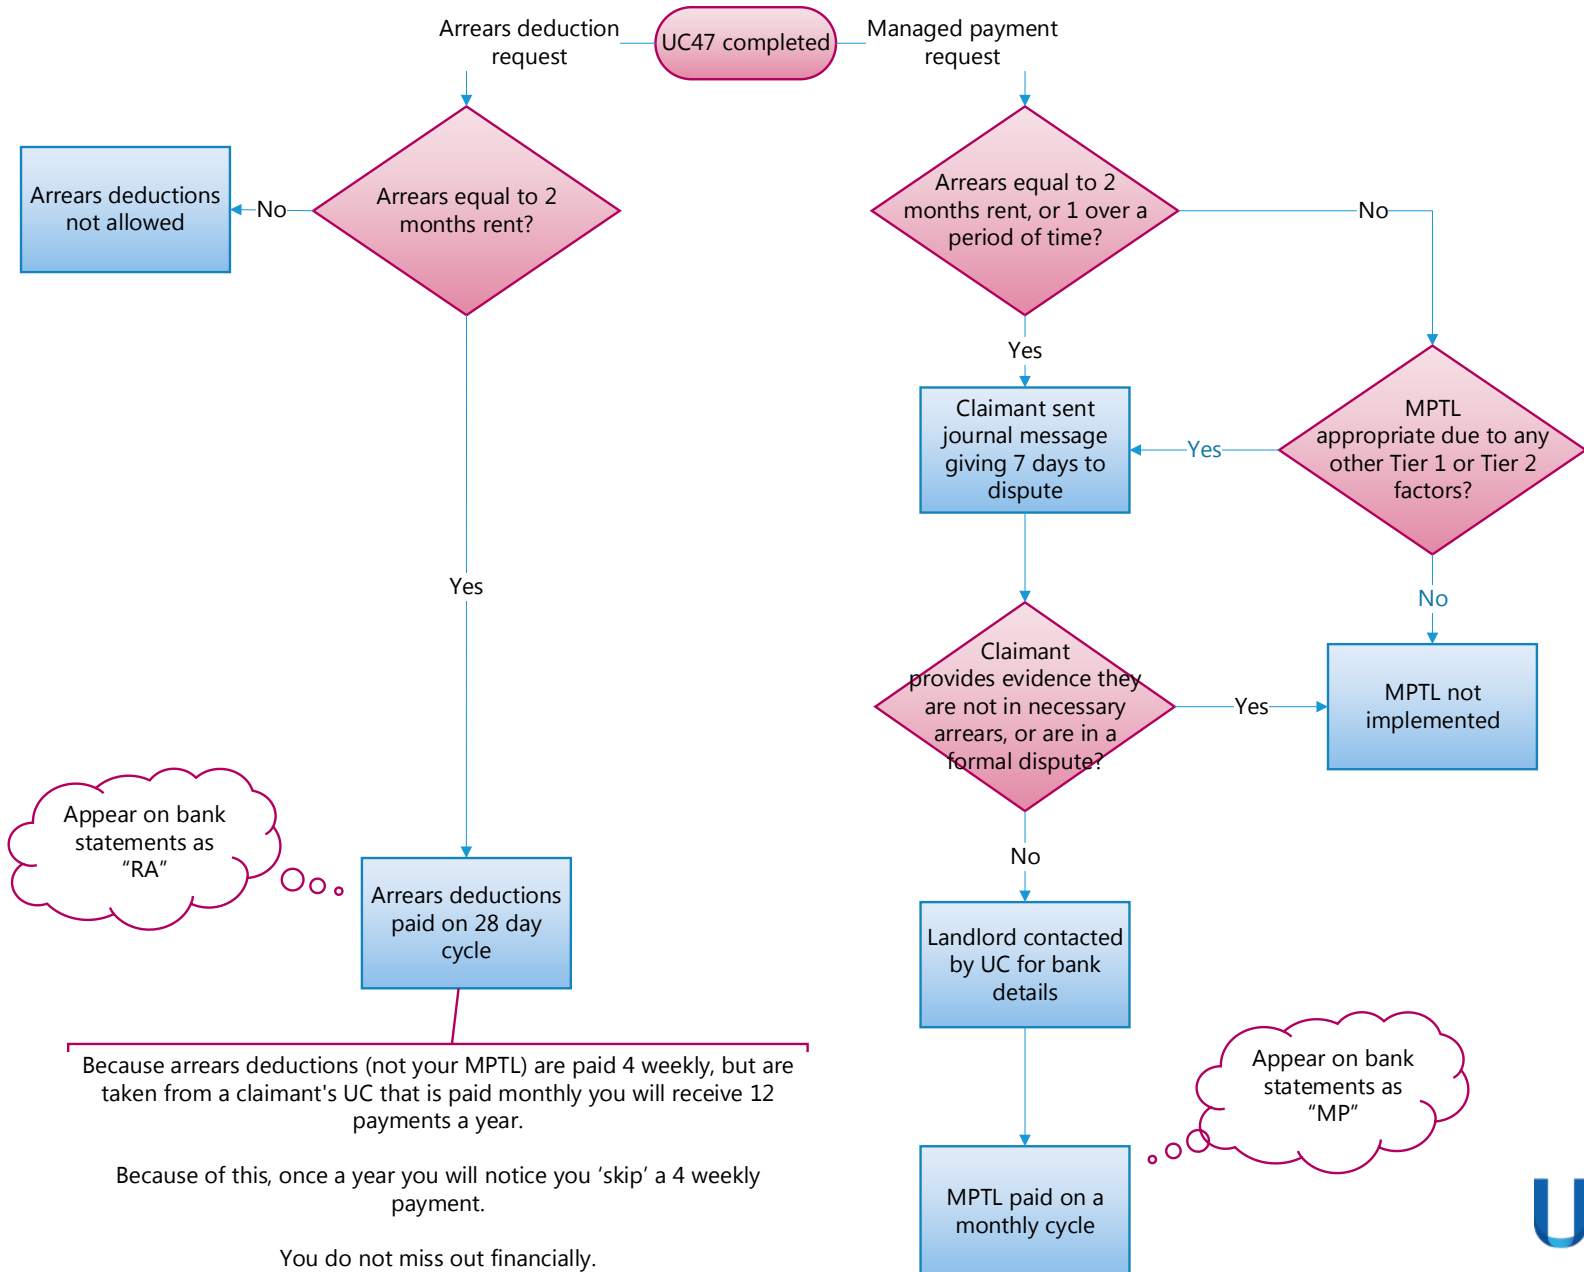 Arrears deduction
request
UC47 completed
Managed payment
request
Arrears deductions
not allowed
No
Arrears equal to 2
months rent?
Arrears equal to 2
months rent, or 1 over a
period of time?
No
Yes
Claimant sent
journal message
giving 7 days to
dispute
Yes
MPTL
appropriate due to any
other Tier 1 or Tier 2
factors?
Yes
No
Claimant
provides evidence they
are not in necessary
arrears, or are in a
formal dispute?
Yes
MPTL not
implemented
Appear on bank
statements as
“RA”
Arrears deductions
paid on 28 day
cycle
No
Landlord contacted
by UC for bank
details
Because arrears deductions (not your MPTL) are paid 4 weekly, but are
taken from a claimant's UC that is paid monthly you will receive 12
payments a year.
Because of this, once a year you will notice you ‘skip’ a 4 weekly
payment.
You do not miss out financially.
Appear on bank
statements as
“MP”
MPTL paid on a
monthly cycle
U